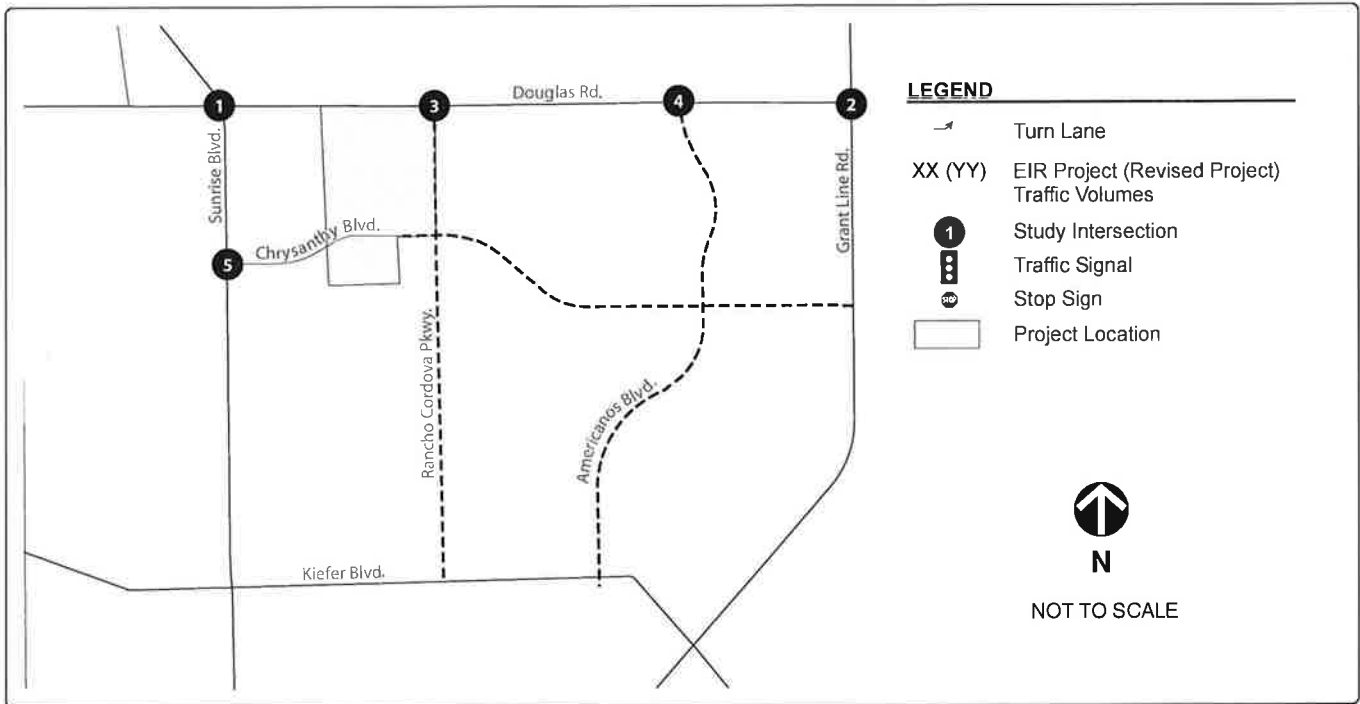 1
3
Douglas Rd.
4
2
Sunrise Blvd.
Grant Line Rd.
Chrysanthy Blvd.
5
Rancho Cordova Pkwy.
Americanos Blvd.
Kiefer Blvd.
LEGEND
Turn Lane
XX (YY) EIR Project (Revised Project)
Traffic Volumes
1 Study Intersection
Traffic Signal
STOP Stop Sign
Project Location
N
NOT TO SCALE